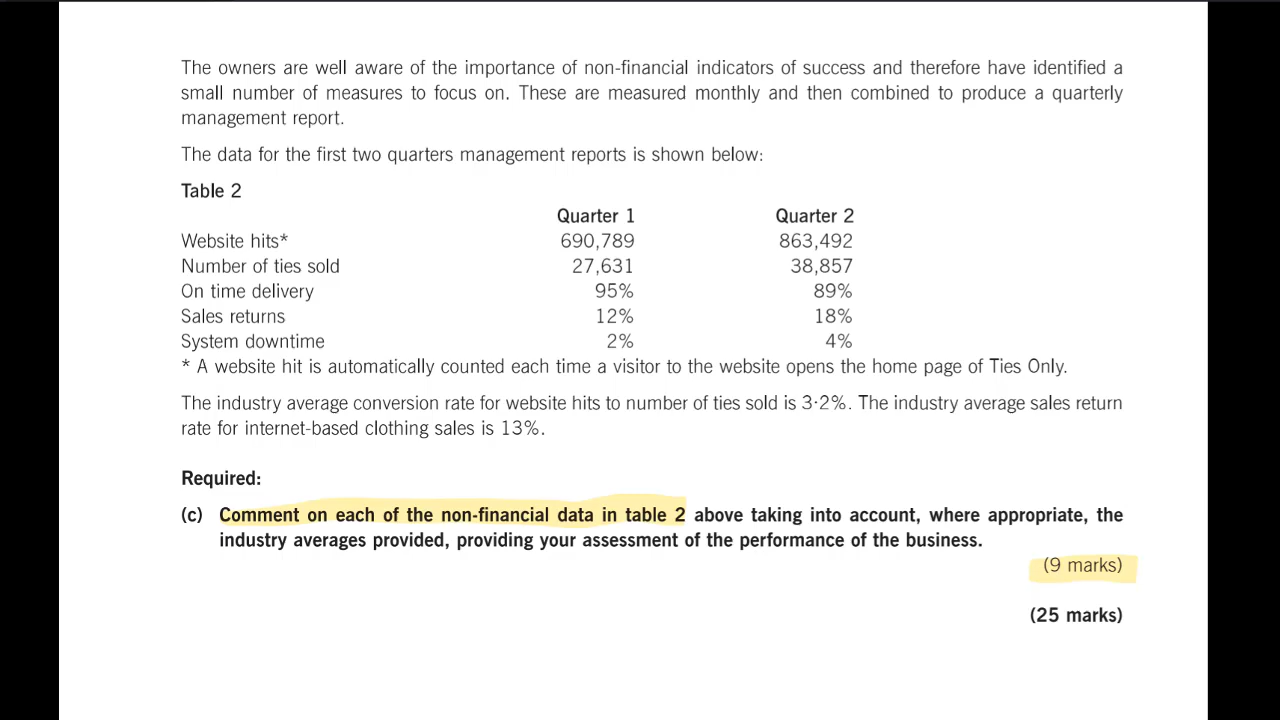 The owners are well aware of the importance of non-financial indicators of success and therefore have identified a
small number of measures to focus on. These are measured monthly and then combined to produce a quarterly
management report.
The data for the first two quarters management reports is shown below:
Table 2
Quarter 1 Quarter 2
Website hits* 690,789 863,492
Number of ties sold 27,631 38,857
On time delivery 95% 89%
Sales returns 12% 18%
System downtime 2% 4%
* A website hit is automatically counted each time a visitor to the website opens the home page of Ties Only.
The industry average conversion rate for website hits to number of ties sold is 3·2%. The industry average sales return
rate for internet-based clothing sales is 13%.
Required:
(c) Comment on each of the non-financial data in table 2 above taking into account, where appropriate, the
industry averages provided, providing your assessment of the performance of the business.
(9 marks)
(25 marks)